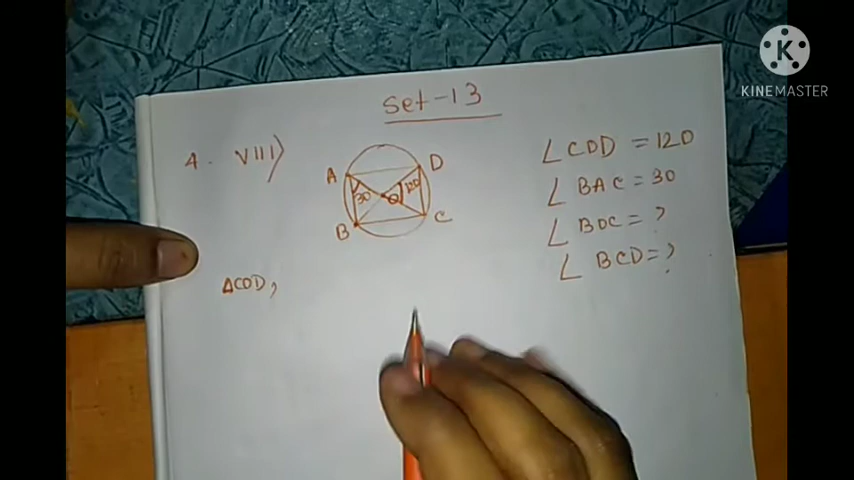 KINEMASTER
Set-13
4. VIII)
A D 30 O 120 B C
∠COD = 120
∠BAC = 30
∠BOC = ?
∠BCD = ?
ΔCOD,